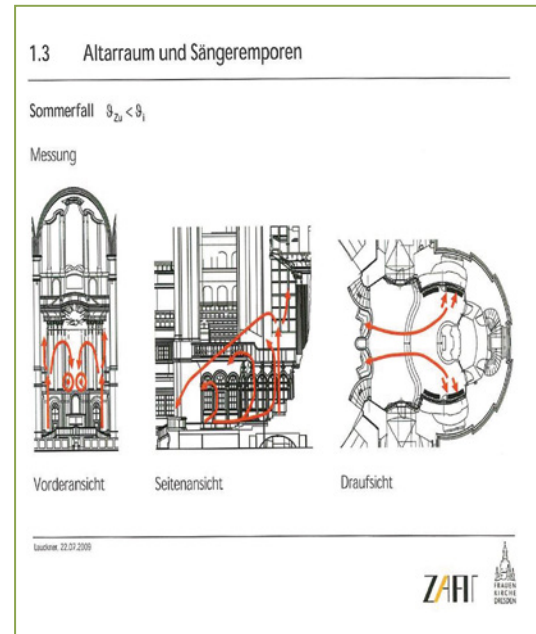 1.3 Altarraum und Sängeremporen
Sommerfall ϑZu < ϑi
Messung
Vorderansicht Seitenansicht Draufsicht
Lauckner, 22.07.2009
ZAFT
FRAUEN
KIRCHE
DRESDEN